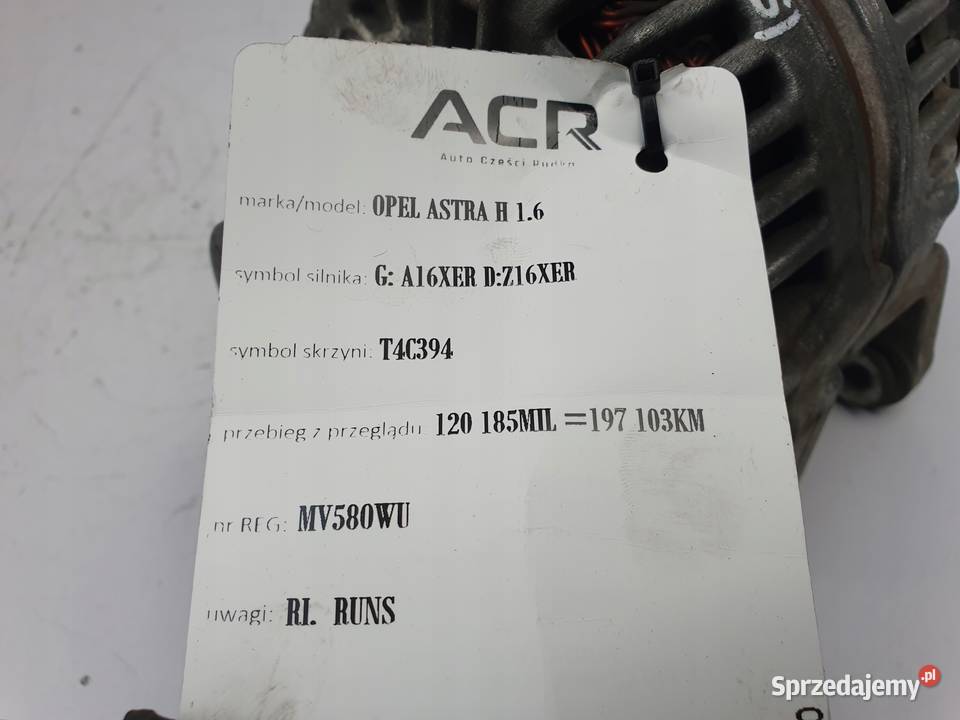 ACR
Auto Części Rudka
marka/model: OPEL ASTRA H 1.6
symbol silnika: G: A16XER D:Z16XER
symbol skrzyni: T4C394
przebieg z przeglądu 120 185MIL =197 103KM
nr REG: MV580WU
uwagi: RI. RUNS
Sprzedajemy.pl